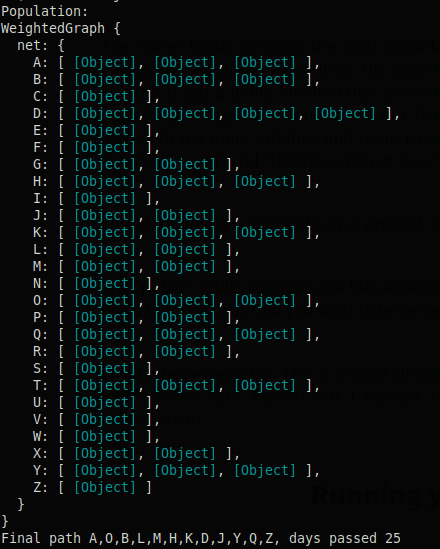 Population:
WeightedGraph {
  net: {
    A: [ [Object], [Object], [Object] ],
    B: [ [Object], [Object], [Object] ],
    C: [ [Object] ],
    D: [ [Object], [Object], [Object], [Object] ],
    E: [ [Object] ],
    F: [ [Object] ],
    G: [ [Object], [Object] ],
    H: [ [Object], [Object], [Object] ],
    I: [ [Object] ],
    J: [ [Object], [Object] ],
    K: [ [Object], [Object], [Object] ],
    L: [ [Object], [Object] ],
    M: [ [Object], [Object] ],
    N: [ [Object] ],
    O: [ [Object], [Object], [Object] ],
    P: [ [Object], [Object] ],
    Q: [ [Object], [Object], [Object] ],
    R: [ [Object], [Object] ],
    S: [ [Object] ],
    T: [ [Object], [Object], [Object] ],
    U: [ [Object] ],
    V: [ [Object] ],
    W: [ [Object] ],
    X: [ [Object], [Object] ],
    Y: [ [Object], [Object], [Object] ],
    Z: [ [Object] ]
  }
}
Final path A,O,B,L,M,H,K,D,J,Y,Q,Z, days passed 25
Running